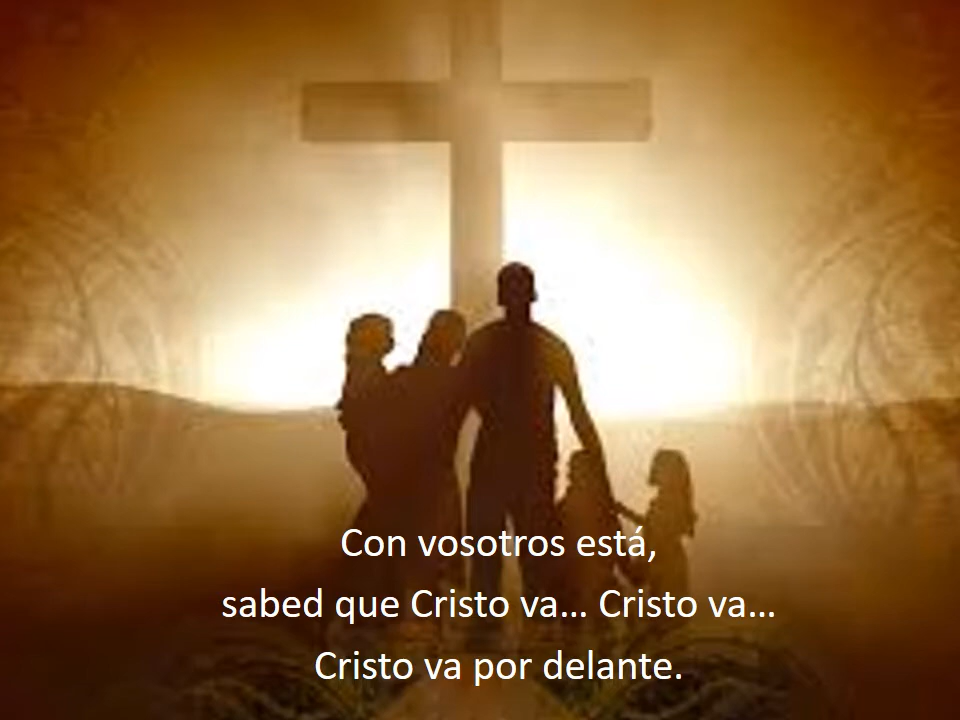 Con vosotros está,
sabed que Cristo va... Cristo va...
Cristo va por delante.